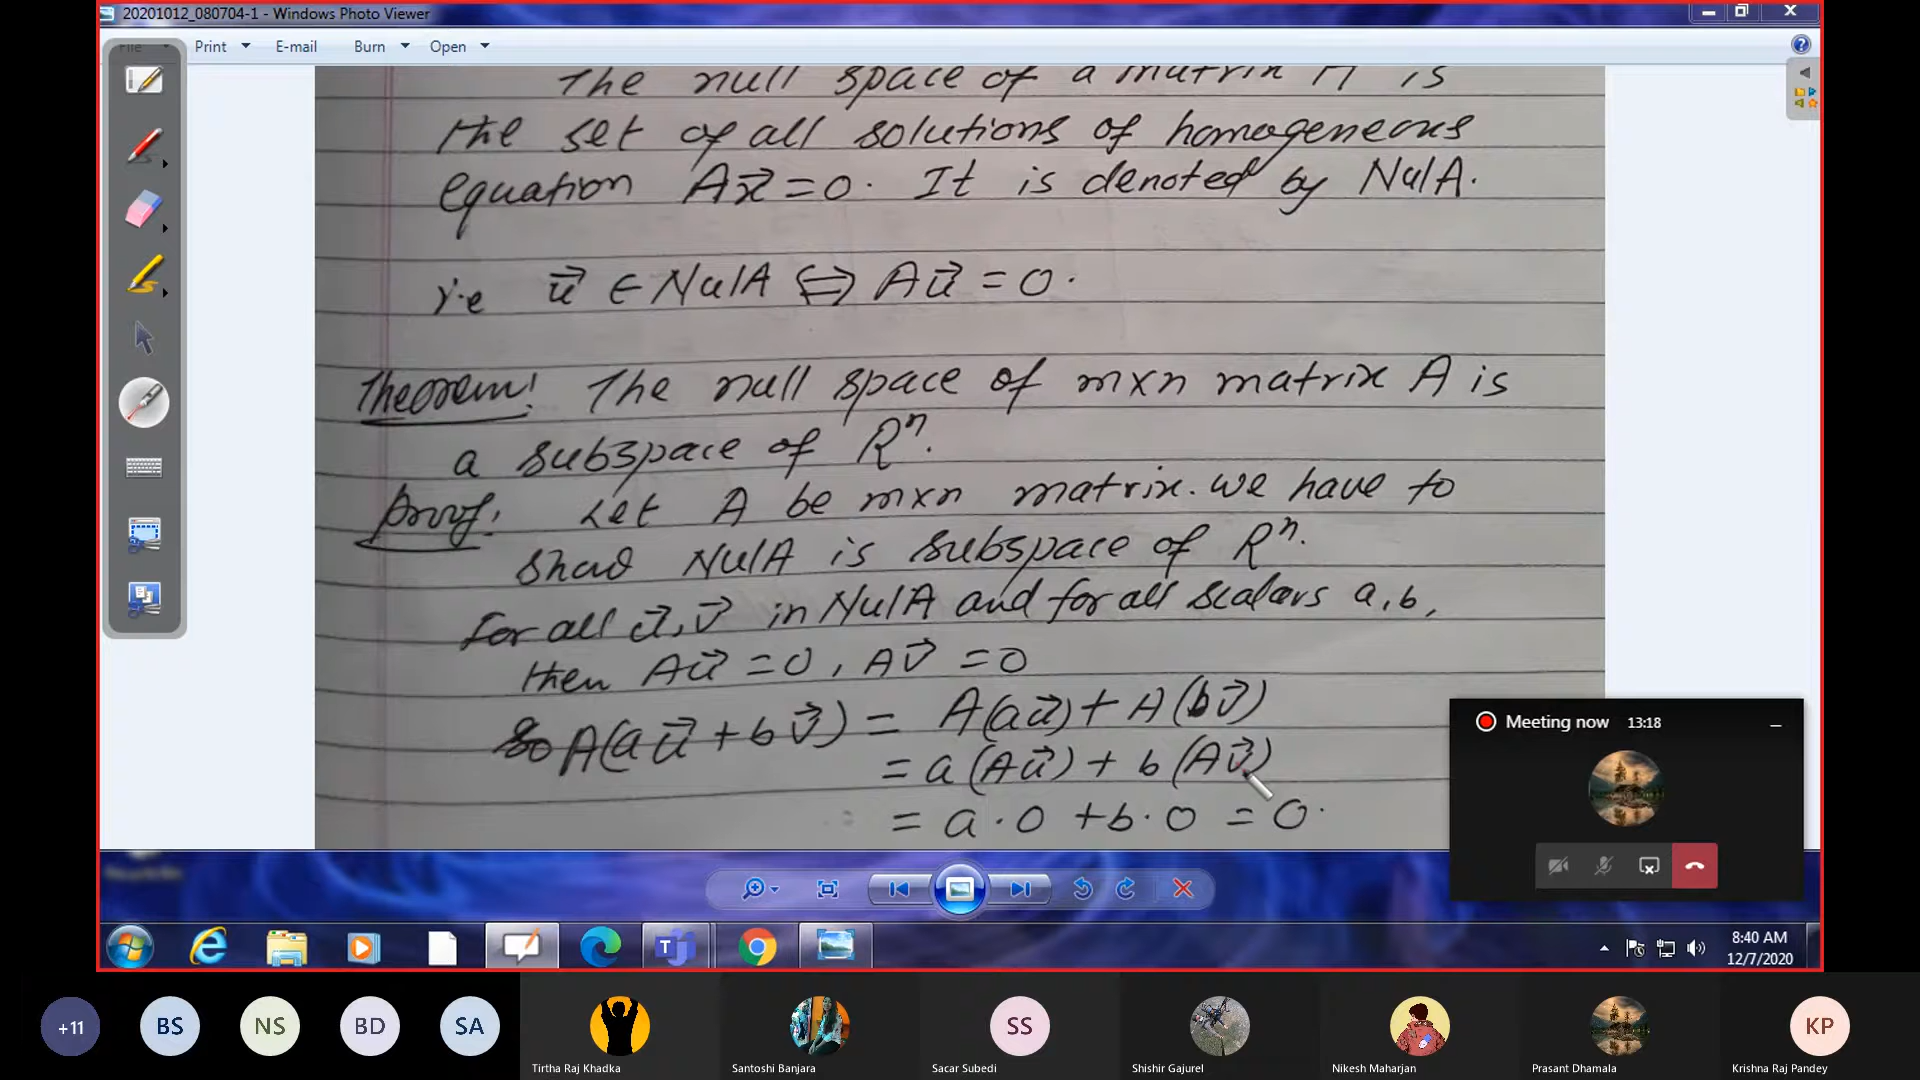 20201012_080704-1 - Windows Photo Viewer
File Print E-mail Burn Open
The null space of a matrix A is
the set of all solutions of homogeneous
equation Ax⃗ = 0. It is denoted by NulA.
i.e u⃗ ∈ NulA ⇔ Au⃗ = 0.
Theorem: The null space of mxn matrix A is
a subspace of Rⁿ.
Proof: Let A be mxn matrix. we have to
show NulA is subspace of Rⁿ.
For all u⃗, v⃗ in NulA and for all scalars a, b,
then Au⃗ = 0, Av⃗ = 0
So A(au⃗ + bv⃗) = A(au⃗) + A(bv⃗)
= a(Au⃗) + b(Av⃗)
= a·0 + b·0 = 0.
Meeting now 13:18
8:40 AM
12/7/2020
+11 BS NS BD SA SS KP
Tirtha Raj Khadka Santoshi Banjara Sacar Subedi Shishir Gajurel Nikesh Maharjan Prasant Dhamala Krishna Raj Pandey